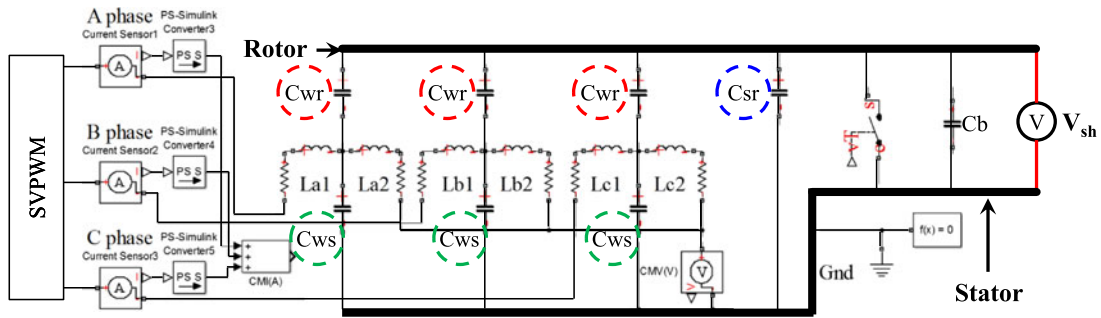 A phase
Current Sensor1
PS-Simulink
Converter3
A
PS S
B phase
Current Sensor2
PS-Simulink
Converter4
A
PS S
C phase
Current Sensor3
PS-Simulink
Converter5
A
PS S
SVPWM
+
+
+
CMI(A)
Rotor
Cwr
Cwr
Cwr
Csr
La1
La2
Lb1
Lb2
Lc1
Lc2
Cws
Cws
Cws
CMV(V)
V
V
Cb
V
Vsh
f(x) = 0
Gnd
Stator